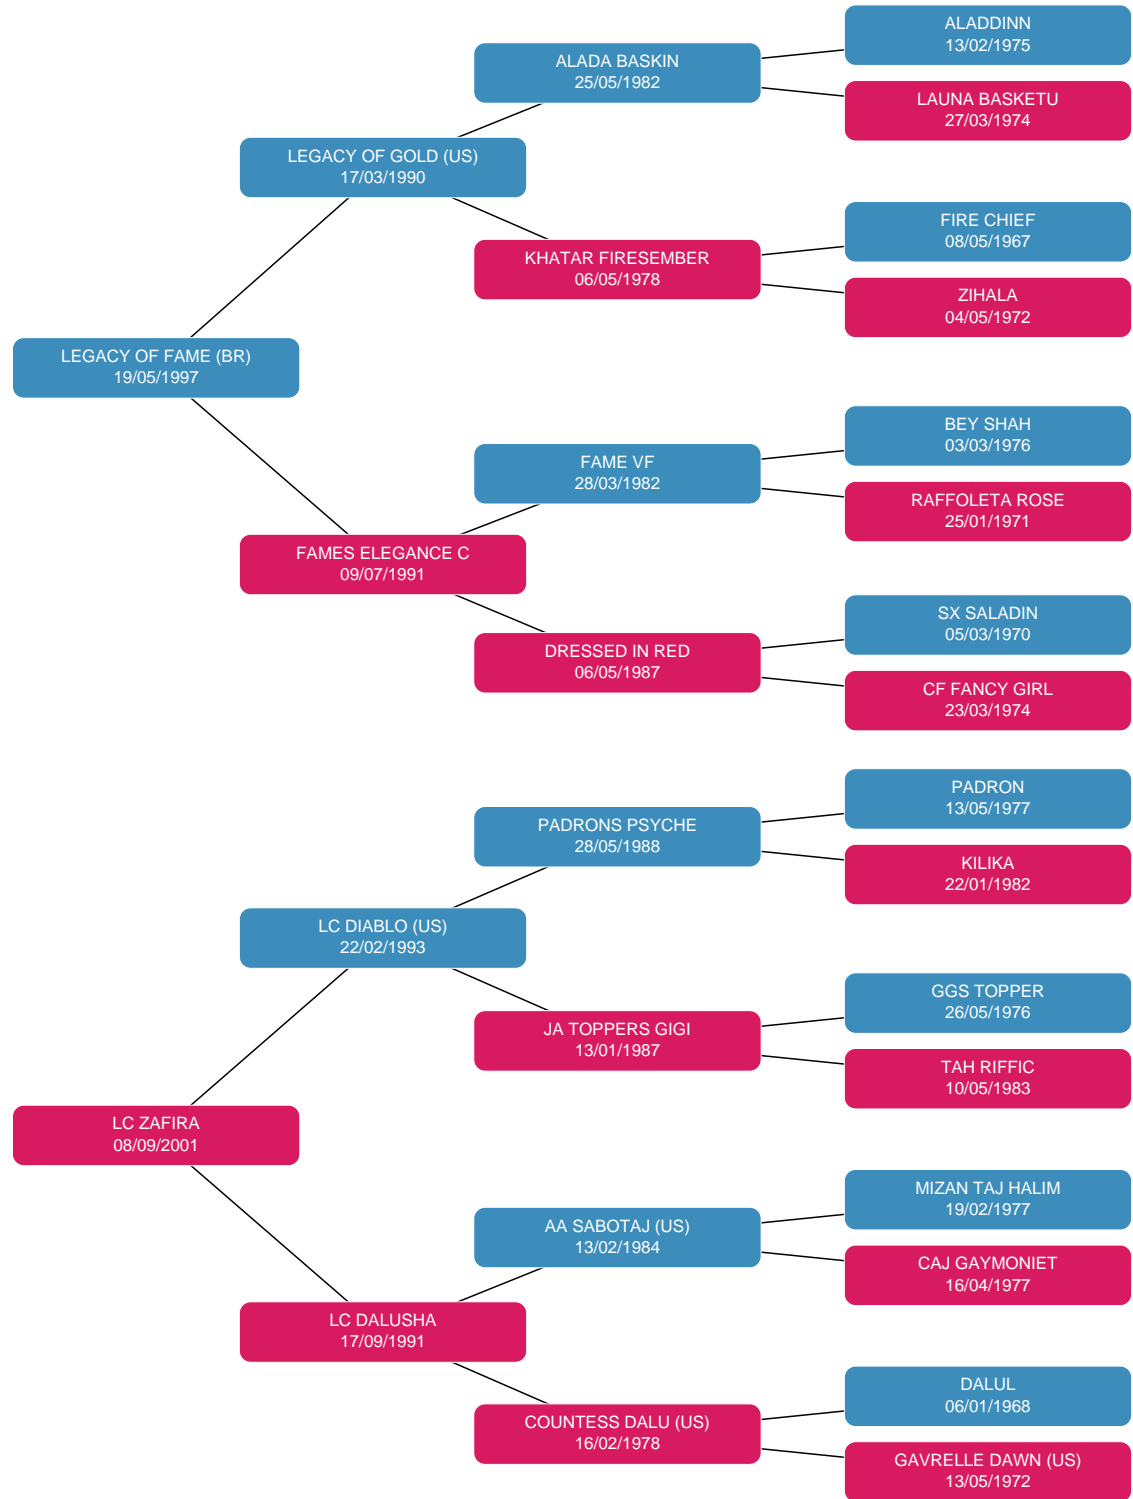 ALADDINN
13/02/1975
ALADA BASKIN
25/05/1982
LAUNA BASKETU
27/03/1974
LEGACY OF GOLD (US)
17/03/1990
FIRE CHIEF
08/05/1967
KHATAR FIRESEMBER
06/05/1978
ZIHALA
04/05/1972
LEGACY OF FAME (BR)
19/05/1997
BEY SHAH
03/03/1976
FAME VF
28/03/1982
RAFFOLETA ROSE
25/01/1971
FAMES ELEGANCE C
09/07/1991
SX SALADIN
05/03/1970
DRESSED IN RED
06/05/1987
CF FANCY GIRL
23/03/1974
PADRON
13/05/1977
PADRONS PSYCHE
28/05/1988
KILIKA
22/01/1982
LC DIABLO (US)
22/02/1993
GGS TOPPER
26/05/1976
JA TOPPERS GIGI
13/01/1987
TAH RIFFIC
10/05/1983
LC ZAFIRA
08/09/2001
MIZAN TAJ HALIM
19/02/1977
AA SABOTAJ (US)
13/02/1984
CAJ GAYMONIET
16/04/1977
LC DALUSHA
17/09/1991
DALUL
06/01/1968
COUNTESS DALU (US)
16/02/1978
GAVRELLE DAWN (US)
13/05/1972